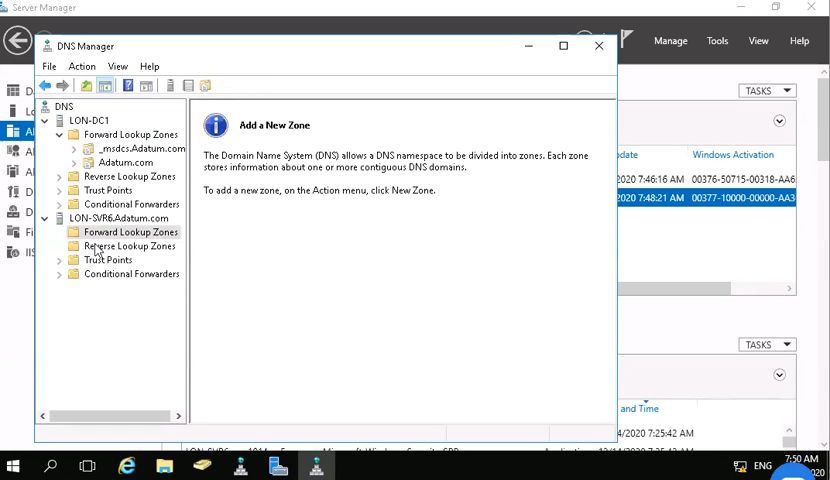 Server Manager
Manage Tools View Help
DNS Manager
File Action View Help
DNS
LON-DC1
Forward Lookup Zones
_msdcs.Adatum.com
Adatum.com
Reverse Lookup Zones
Trust Points
Conditional Forwarders
LON-SVR6.Adatum.com
Forward Lookup Zones
Reverse Lookup Zones
Trust Points
Conditional Forwarders
Add a New Zone
The Domain Name System (DNS) allows a DNS namespace to be divided into zones. Each zone
stores information about one or more contiguous DNS domains.
To add a new zone, on the Action menu, click New Zone.
TASKS
Windows Activation
2020 7:46:16 AM 00376-50715-00318-AA6
2020 7:48:21 AM 00377-10000-00000-AA3
TASKS
and Time
7:25:42 AM
ENG
7:50 AM